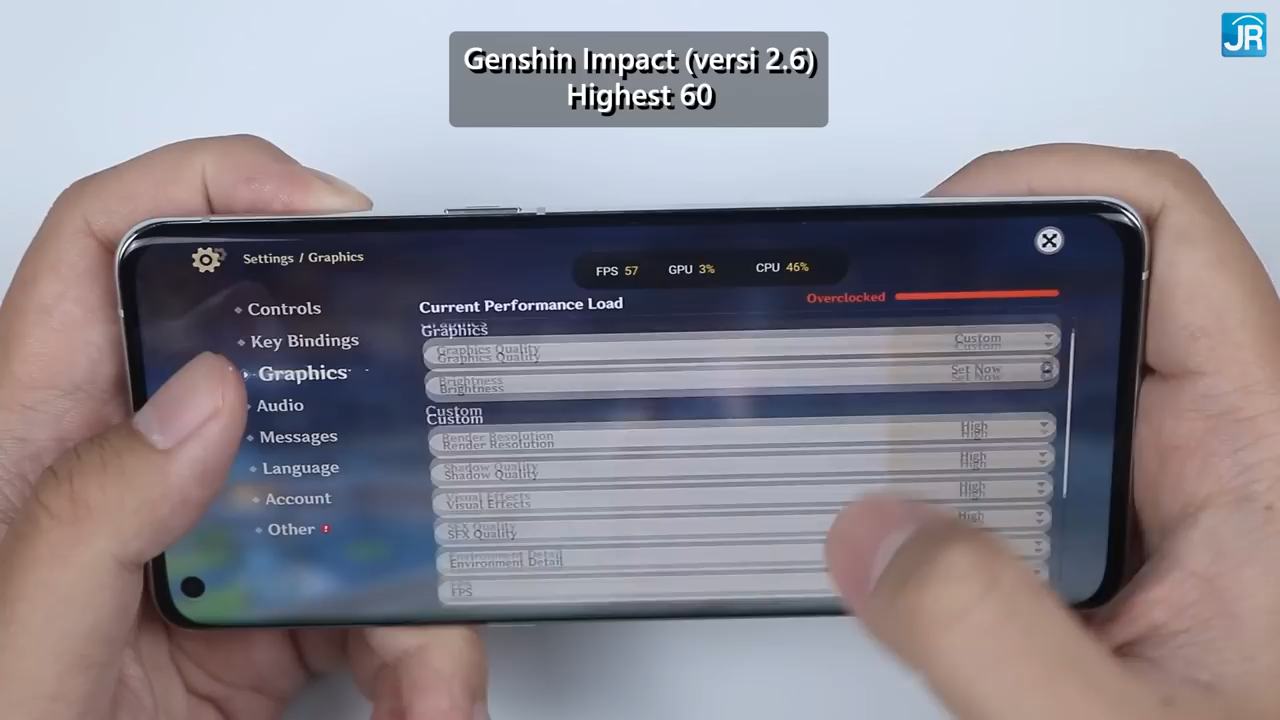 JR
Genshin Impact (versi 2.6)
Highest 60
Settings / Graphics
FPS 57 GPU 3% CPU 46%
Current Performance Load Overclocked
Controls
Key Bindings
Graphics
Audio
Messages
Language
Account
Other
Graphics
Graphics Quality Custom
Brightness Set Now
Custom
Render Resolution High
Shadow Quality High
Visual Effects High
SFX Quality High
Environment Detail
FPS